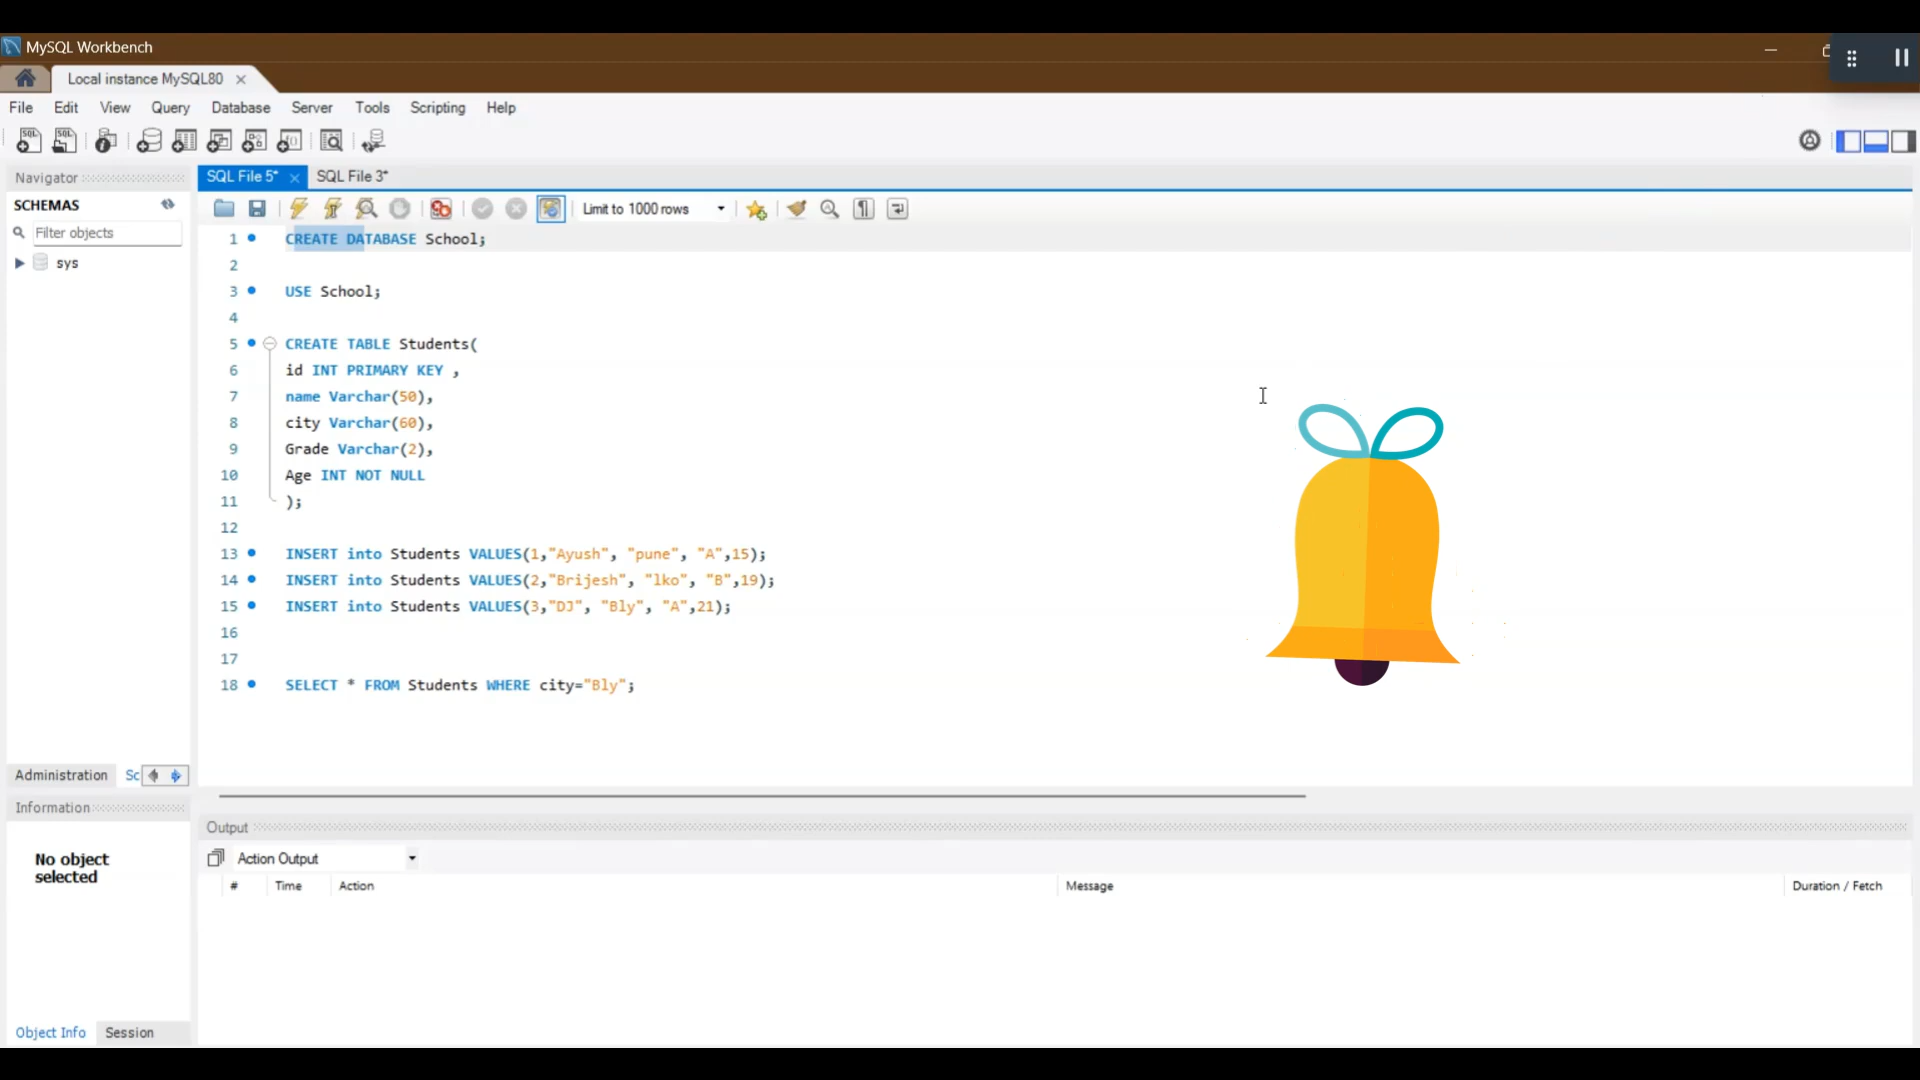 MySQL Workbench
Local instance MySQL80
File Edit View Query Database Server Tools Scripting Help
Navigator
SCHEMAS
Filter objects
sys
SQL File 5* SQL File 3*
Limit to 1000 rows
1 CREATE DATABASE School;
2
3 USE School;
4
5 CREATE TABLE Students(
6 id INT PRIMARY KEY ,
7 name Varchar(50),
8 city Varchar(60),
9 Grade Varchar(2),
10 Age INT NOT NULL
11 );
12
13 INSERT into Students VALUES(1,"Ayush", "pune", "A",15);
14 INSERT into Students VALUES(2,"Brijesh", "lko", "B",19);
15 INSERT into Students VALUES(3,"DJ", "Bly", "A",21);
16
17
18 SELECT * FROM Students WHERE city="Bly";
Administration Sc
Information
No object
selected
Object Info Session
Output
Action Output
# Time Action Message Duration / Fetch